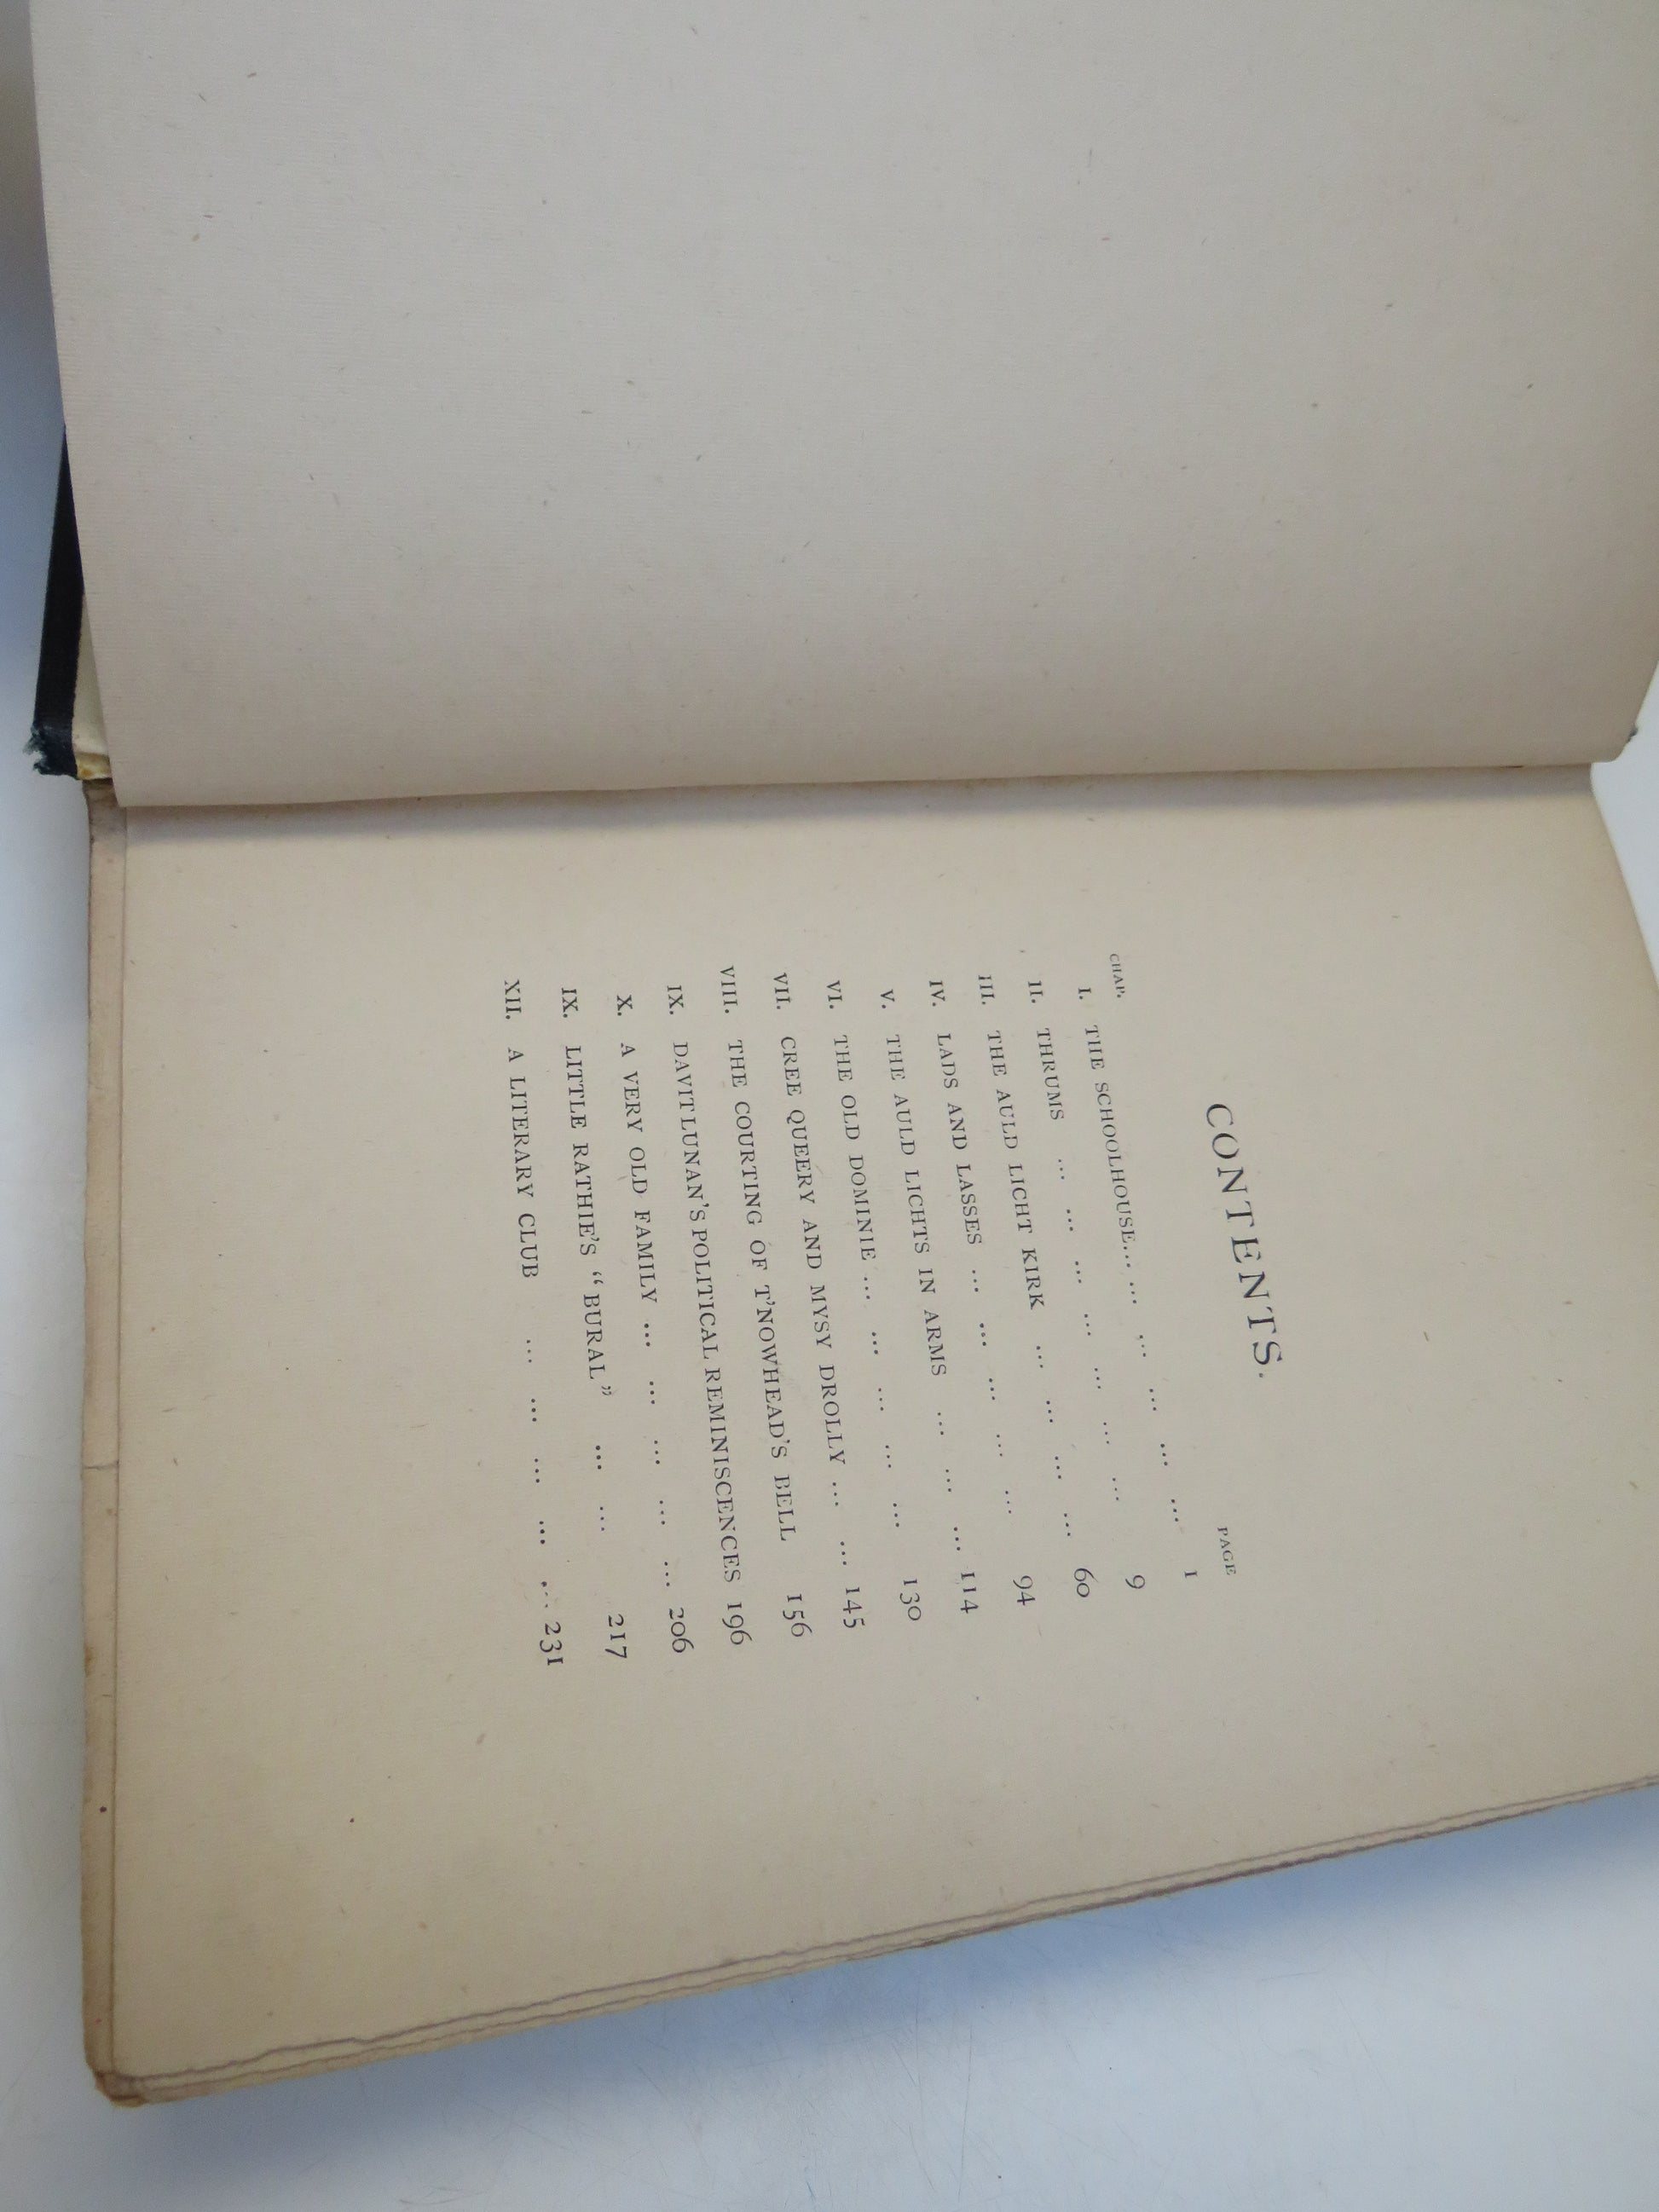 CONTENTS.
CHAP. PAGE
I. THE SCHOOLHOUSE... ... ... ... ... ... 1
II. THRUMS ... ... ... ... ... ... ... 9
III. THE AULD LICHT KIRK ... ... ... ... 60
IV. LADS AND LASSES ... ... ... ... ... 94
V. THE AULD LICHTS IN ARMS ... ... ... 114
VI. THE OLD DOMINIE ... ... ... ... ... 130
VII. CREE QUEERY AND MYSY DROLLY ... ... 145
VIII. THE COURTING OF T'NOWHEAD'S BELL 156
IX. DAVIT LUNAN'S POLITICAL REMINISCENCES 196
X. A VERY OLD FAMILY ... ... ... ... ... 206
IX. LITTLE RATHIE'S "BURAL" ... ... 217
XII. A LITERARY CLUB ... ... ... ... ... 231